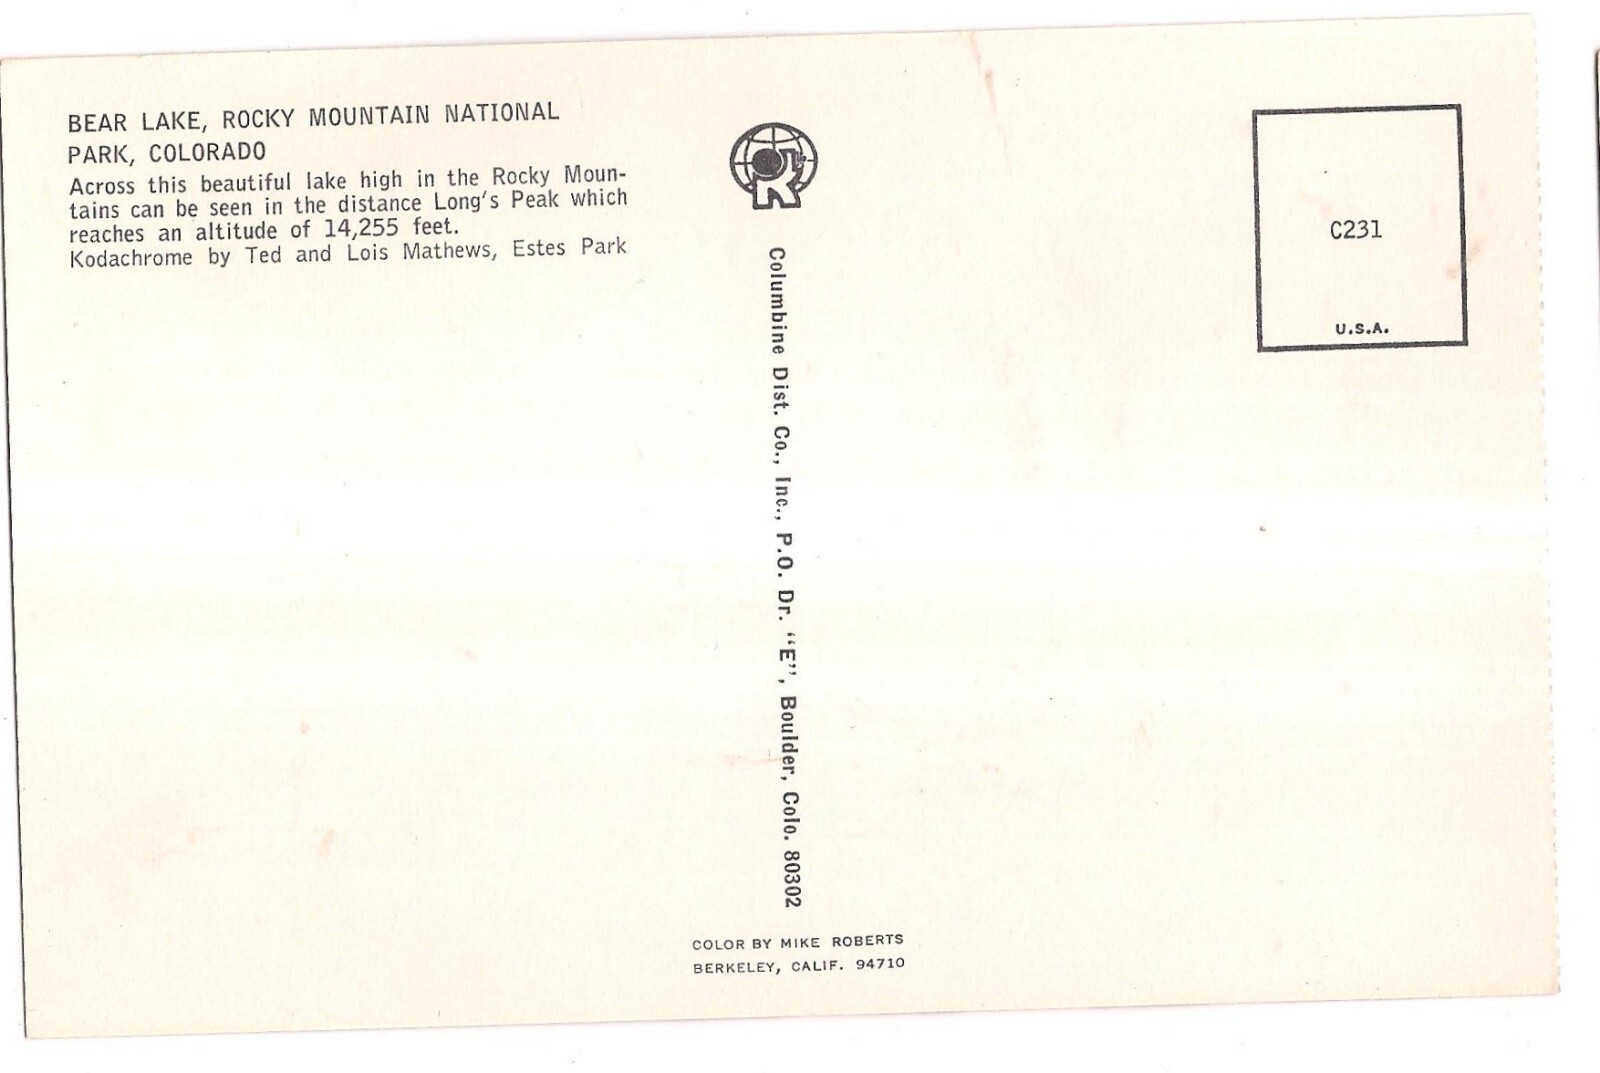 BEAR LAKE, ROCKY MOUNTAIN NATIONAL
PARK, COLORADO
Across this beautiful lake high in the Rocky Moun-
tains can be seen in the distance Long's Peak which
reaches an altitude of 14,255 feet.
Kodachrome by Ted and Lois Mathews, Estes Park
Columbine Dist. Co., Inc., P.O. Dr. "E", Boulder, Colo. 80302
COLOR BY MIKE ROBERTS
BERKELEY, CALIF. 94710
C231
U.S.A.